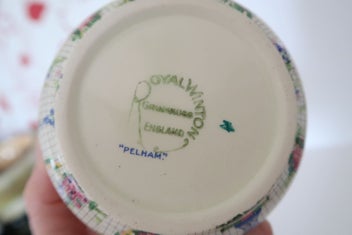 ROYAL WINTON
GRIMWADES
ENGLAND
"PELHAM."